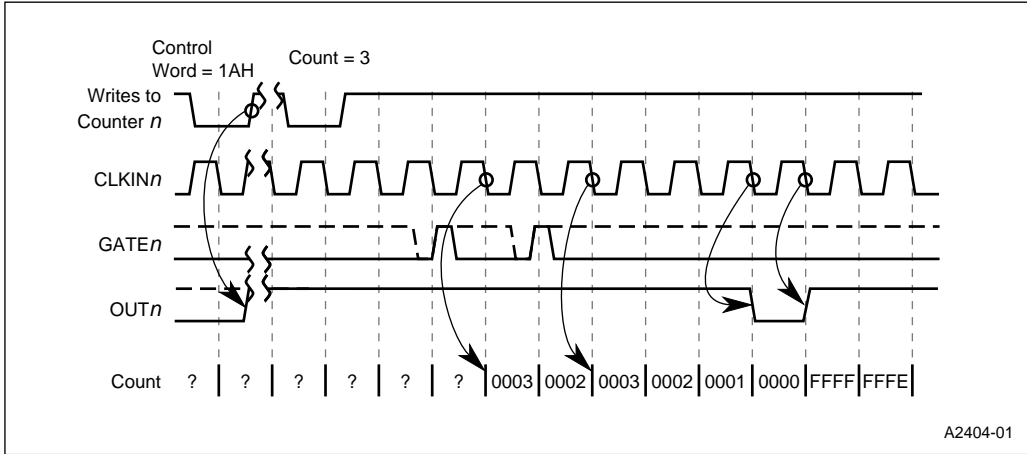 Control
Word = 1AH
Count = 3
Writes to
Counter n
CLKINn
GATEn
OUTn
Count ? ? ? ? ? ? 0003 0002 0003 0002 0001 0000 FFFF FFFE
A2404-01